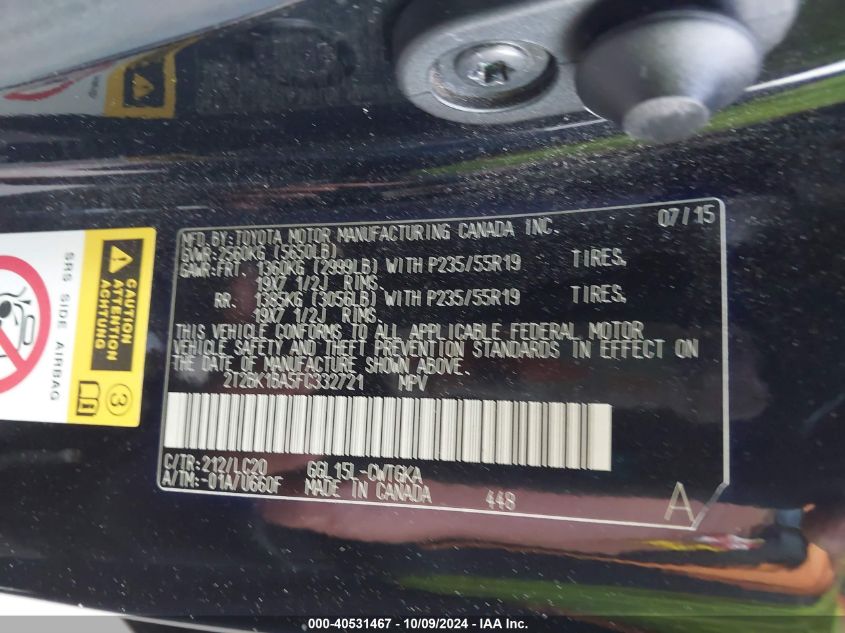 MFD. BY:TOYOTA MOTOR MANUFACTURING CANADA INC. 07/15
GVWR: 2560KG (5650LB)
GAWR:FRT. 1360KG (2999LB) WITH P235/55R19 TIRES,
19X7 1/2J RIMS.
RR. 1385KG (3056LB) WITH P235/55R19 TIRES,
19X7 1/2J RIMS.
THIS VEHICLE CONFORMS TO ALL APPLICABLE FEDERAL MOTOR
VEHICLE SAFETY AND THEFT PREVENTION STANDARDS IN EFFECT ON
THE DATE OF MANUFACTURE SHOWN ABOVE.
2T2BK1BA5FC332721 MPV
C/TR:212/LC20 GGL15L-CWTGKA
A/TM:-01A/U660F MADE IN CANADA 448 A
CAUTION
ATTENTION
ACHTUNG
SRS SIDE AIRBAG
3
000-40531467 - 10/09/2024 - IAA Inc.